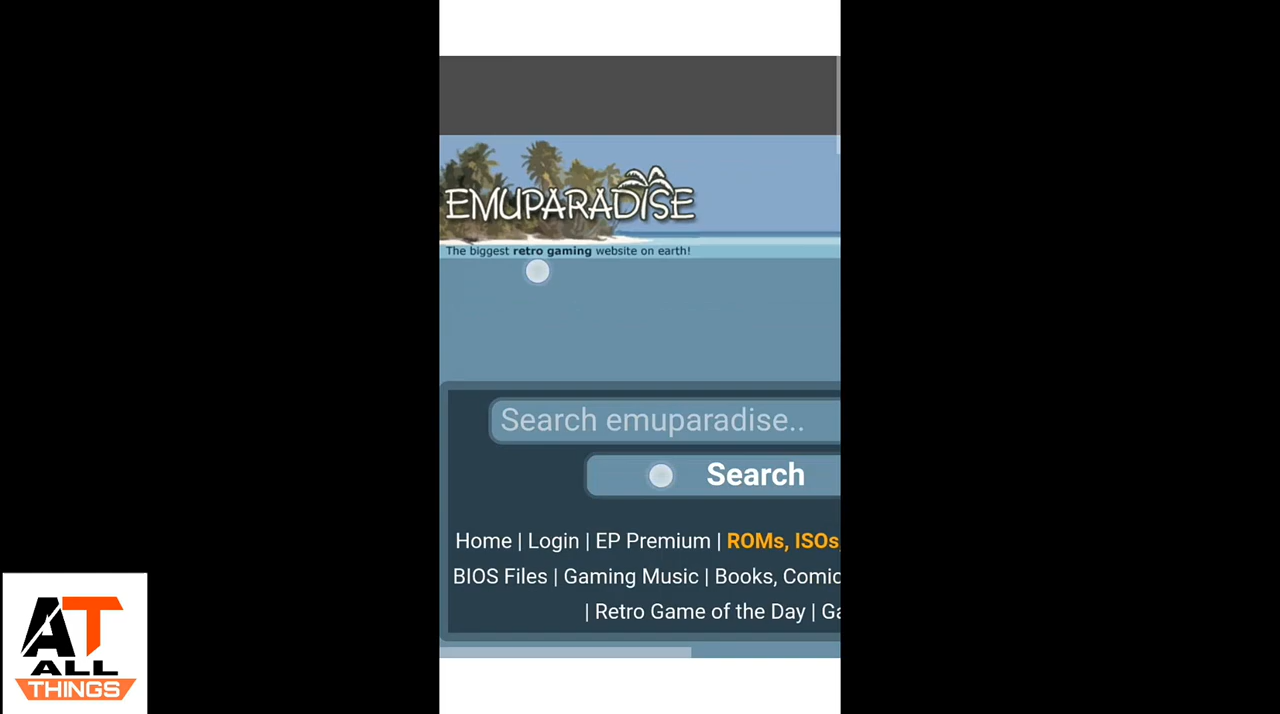 EMUPARADISE
The biggest retro gaming website on earth!
Search emuparadise..
Search
Home | Login | EP Premium | ROMs, ISOs,
BIOS Files | Gaming Music | Books, Comic
| Retro Game of the Day | Ga
AT
ALL
THINGS